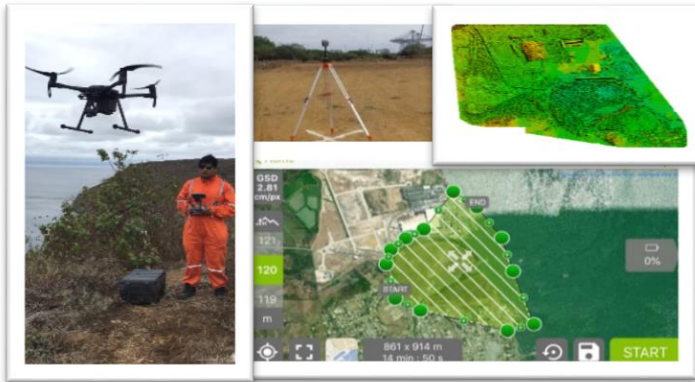 GSD
2.81
cm/px
121
120
119
m
END
START
0%
861 x 914 m
14 min : 50 s
START